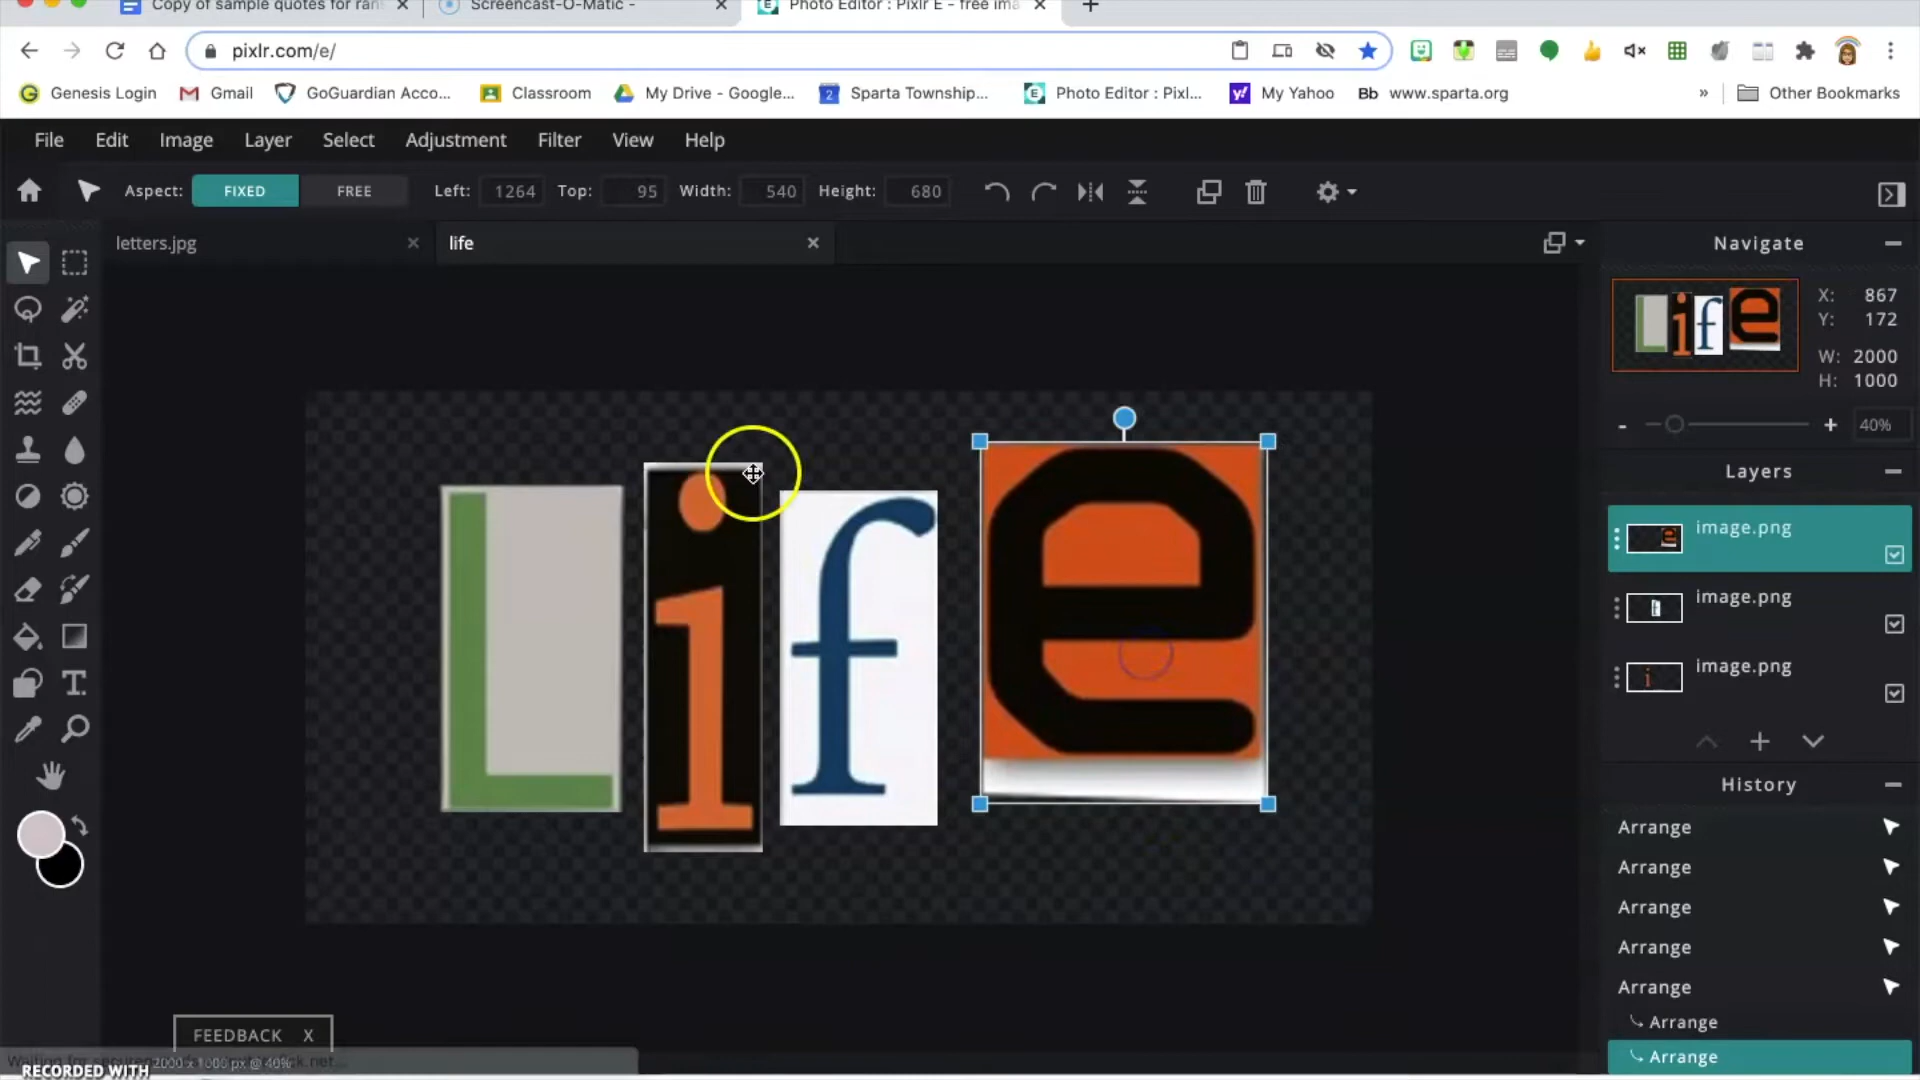 Copy of sample quotes for ran
Screencast-O-Matic -
Photo Editor : Pixlr E - free ima
pixlr.com/e/
Genesis Login
Gmail
GoGuardian Acco...
Classroom
My Drive - Google...
Sparta Township...
Photo Editor : Pixl...
My Yahoo
Bb www.sparta.org
»
Other Bookmarks
File Edit Image Layer Select Adjustment Filter View Help
Aspect: FIXED FREE Left: 1264 Top: 95 Width: 540 Height: 680
letters.jpg
life
Navigate
X: 867
Y: 172
W: 2000
H: 1000
- + 40%
Layers
image.png
image.png
image.png
Life
History
Arrange
Arrange
Arrange
Arrange
Arrange
Arrange
Arrange
FEEDBACK X
2000 x 1000 px @ 40%
RECORDED WITH